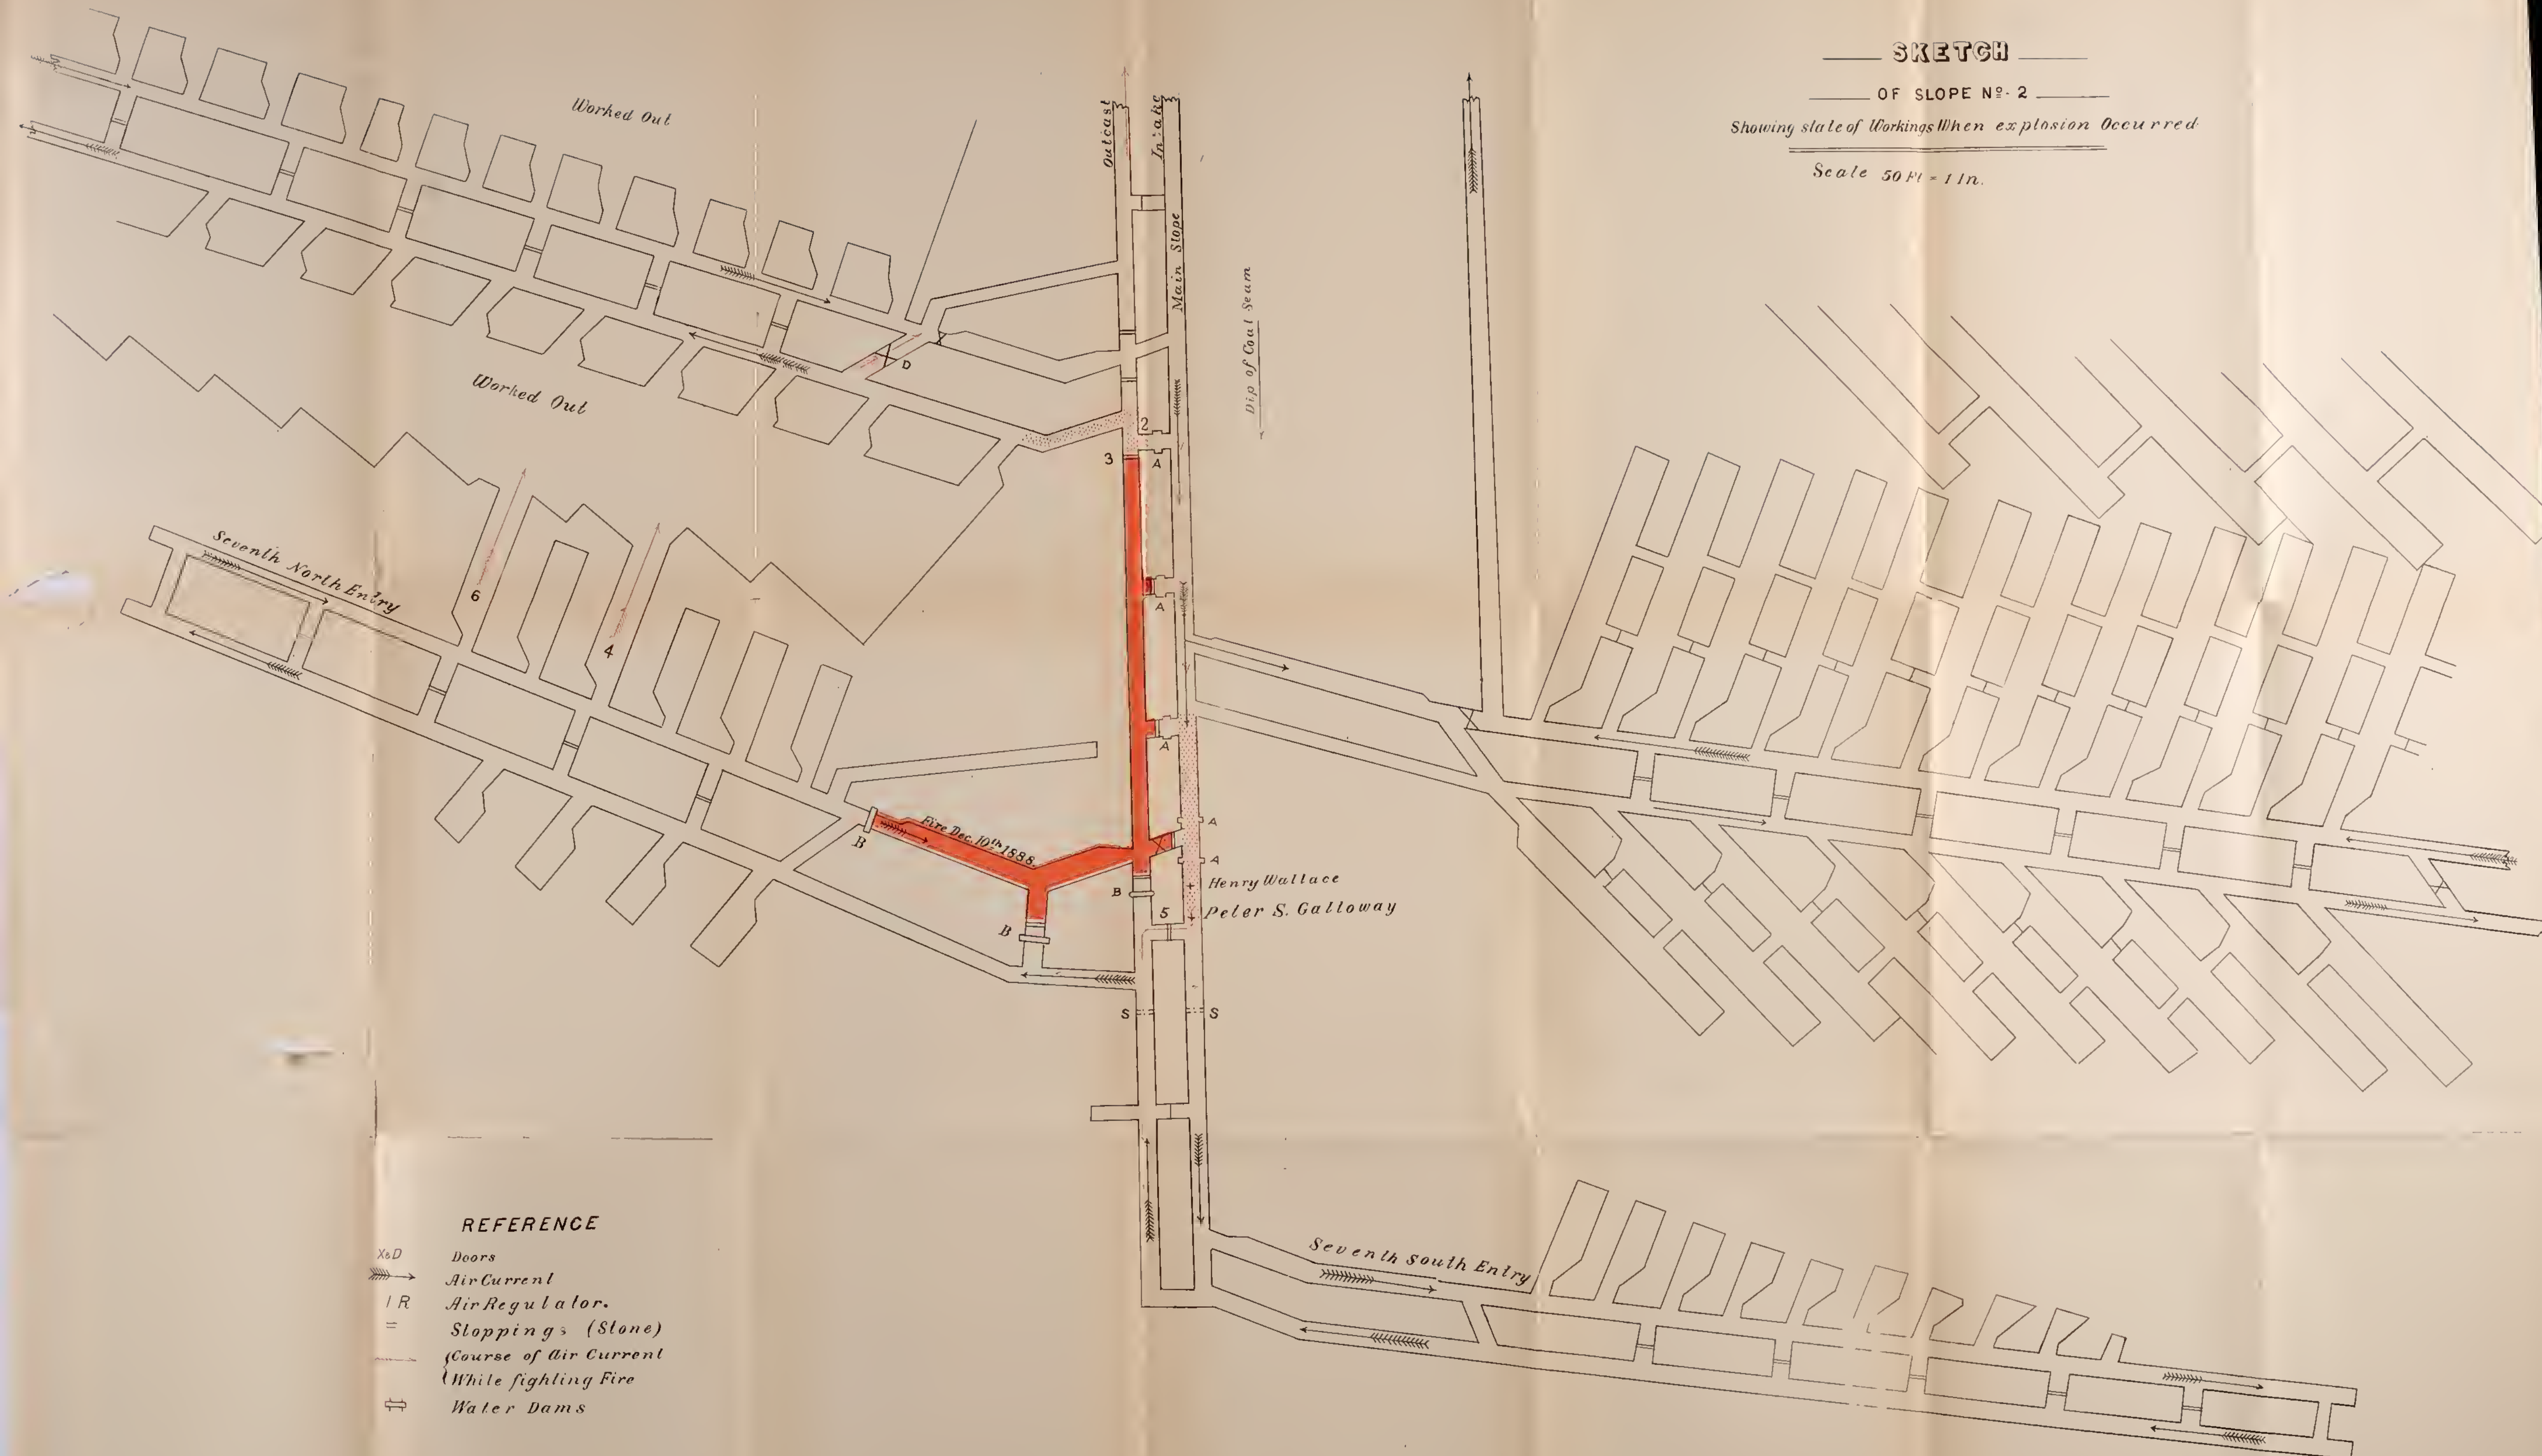 SKETCH
OF SLOPE Nº. 2
Showing state of Workings When explosion Occurred
Scale 50 Ft = 1 In.
Worked Out
Outcast
Intake
Main Slope
Dip of Coal Seam
D
Worked Out
2
3
A
Seventh North Entry
6
4
A
A
Fire Dec. 10th 1888.
B
A
A
B
Henry Wallace
5
Peter S. Galloway
B
S
S
Seventh South Entry
REFERENCE
X&D Doors
Air Current
I R Air Regulator.
= Stoppings (Stone)
Course of Air Current
While fighting Fire
Water Dams